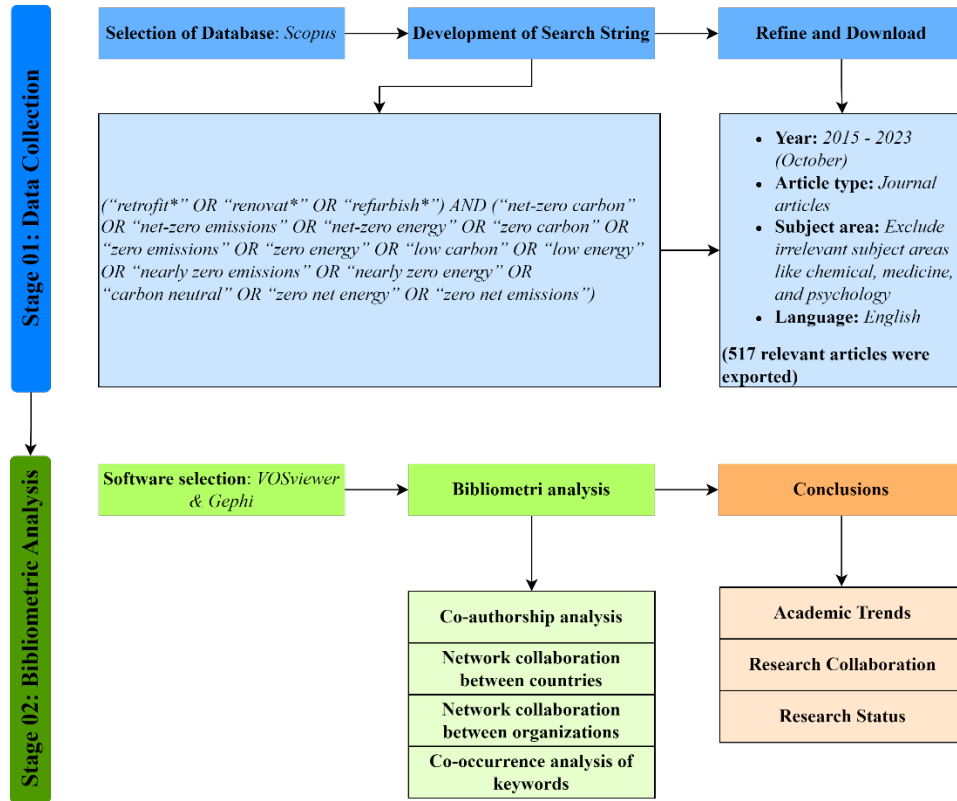 Stage 01: Data Collection
Selection of Database: Scopus
Development of Search String
Refine and Download
(“retrofit*” OR “renovat*” OR “refurbish*”) AND (“net-zero carbon”
OR “net-zero emissions” OR “net-zero energy” OR “zero carbon” OR
“zero emissions” OR “zero energy” OR “low carbon” OR “low energy”
OR “nearly zero emissions” OR “nearly zero energy” OR
“carbon neutral” OR “zero net energy” OR “zero net emissions”)
• Year: 2015 - 2023
(October)
• Article type: Journal
articles
• Subject area: Exclude
irrelevant subject areas
like chemical, medicine,
and psychology
• Language: English
(517 relevant articles were
exported)
Stage 02: Bibliometric Analysis
Software selection: VOSviewer
& Gephi
Bibliometri analysis
Conclusions
Co-authorship analysis
Network collaboration
between countries
Network collaboration
between organizations
Co-occurrence analysis of
keywords
Academic Trends
Research Collaboration
Research Status